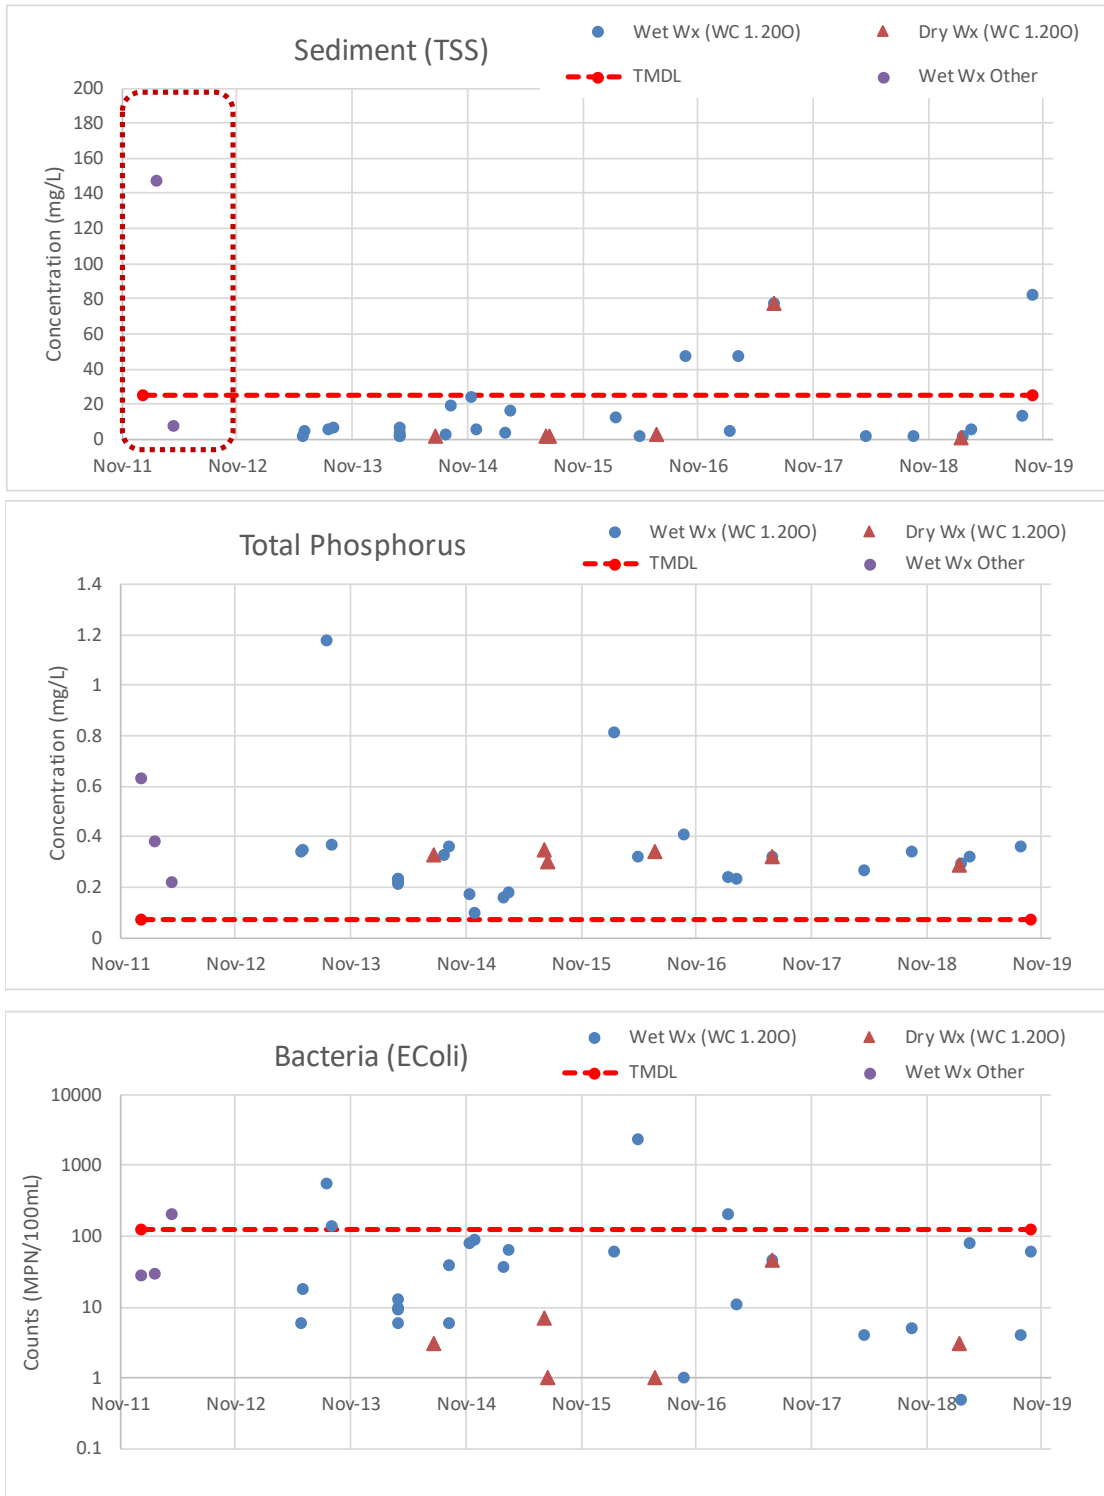 Sediment (TSS)
Wet Wx (WC 1.20O)
Dry Wx (WC 1.20O)
TMDL
Wet Wx Other
Concentration (mg/L)
200
180
160
140
120
100
80
60
40
20
0
Nov-11 Nov-12 Nov-13 Nov-14 Nov-15 Nov-16 Nov-17 Nov-18 Nov-19
Total Phosphorus
Wet Wx (WC 1.20O)
Dry Wx (WC 1.20O)
TMDL
Wet Wx Other
Concentration (mg/L)
1.4
1.2
1
0.8
0.6
0.4
0.2
0
Nov-11 Nov-12 Nov-13 Nov-14 Nov-15 Nov-16 Nov-17 Nov-18 Nov-19
Bacteria (EColi)
Wet Wx (WC 1.20O)
Dry Wx (WC 1.20O)
TMDL
Wet Wx Other
Counts (MPN/100mL)
10000
1000
100
10
1
Nov-11 Nov-12 Nov-13 Nov-14 Nov-15 Nov-16 Nov-17 Nov-18 Nov-19
0.1